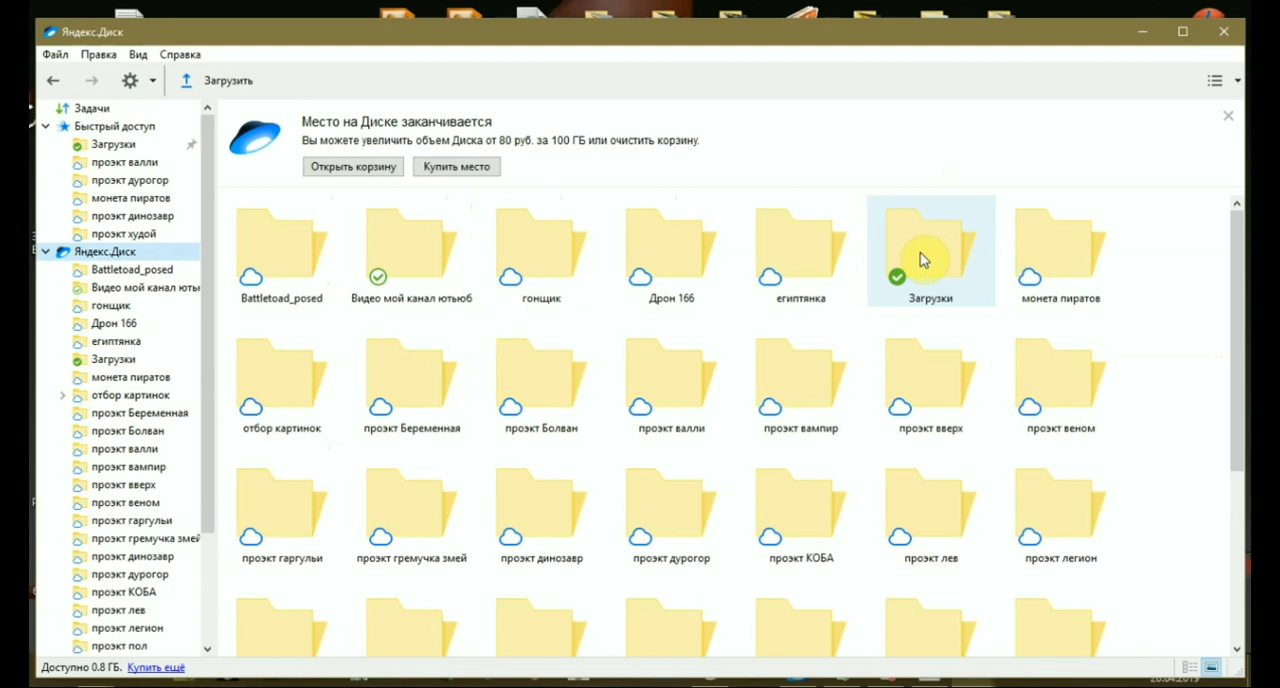 Яндекс.Диск
Файл Правка Вид Справка
Загрузить
Задачи
Быстрый доступ
Загрузки
проэкт валли
проэкт дурогор
монета пиратов
проэкт динозавр
проэкт худой
Яндекс.Диск
Battletoad_posed
Видео мой канал ютьі
гонщик
Дрон 166
египтянка
Загрузки
монета пиратов
отбор картинок
проэкт Беременная
проэкт Болван
проэкт валли
проэкт вампир
проэкт вверх
проэкт веном
проэкт гаргульи
проэкт гремучка змей
проэкт динозавр
проэкт дурогор
проэкт КОБА
проэкт лев
проэкт легион
проэкт пол
Место на Диске заканчивается
Вы можете увеличить объем Диска от 80 руб. за 100 ГБ или очистить корзину.
Открыть корзину Купить место
Battletoad_posed Видео мой канал ютьюб гонщик Дрон 166 египтянка Загрузки монета пиратов
отбор картинок проэкт Беременная проэкт Болван проэкт валли проэкт вампир проэкт вверх проэкт веном
проэкт гаргульи проэкт гремучка змей проэкт динозавр проэкт дурогор проэкт КОБА проэкт лев проэкт легион
Доступно 0.8 ГБ. Купить ещё